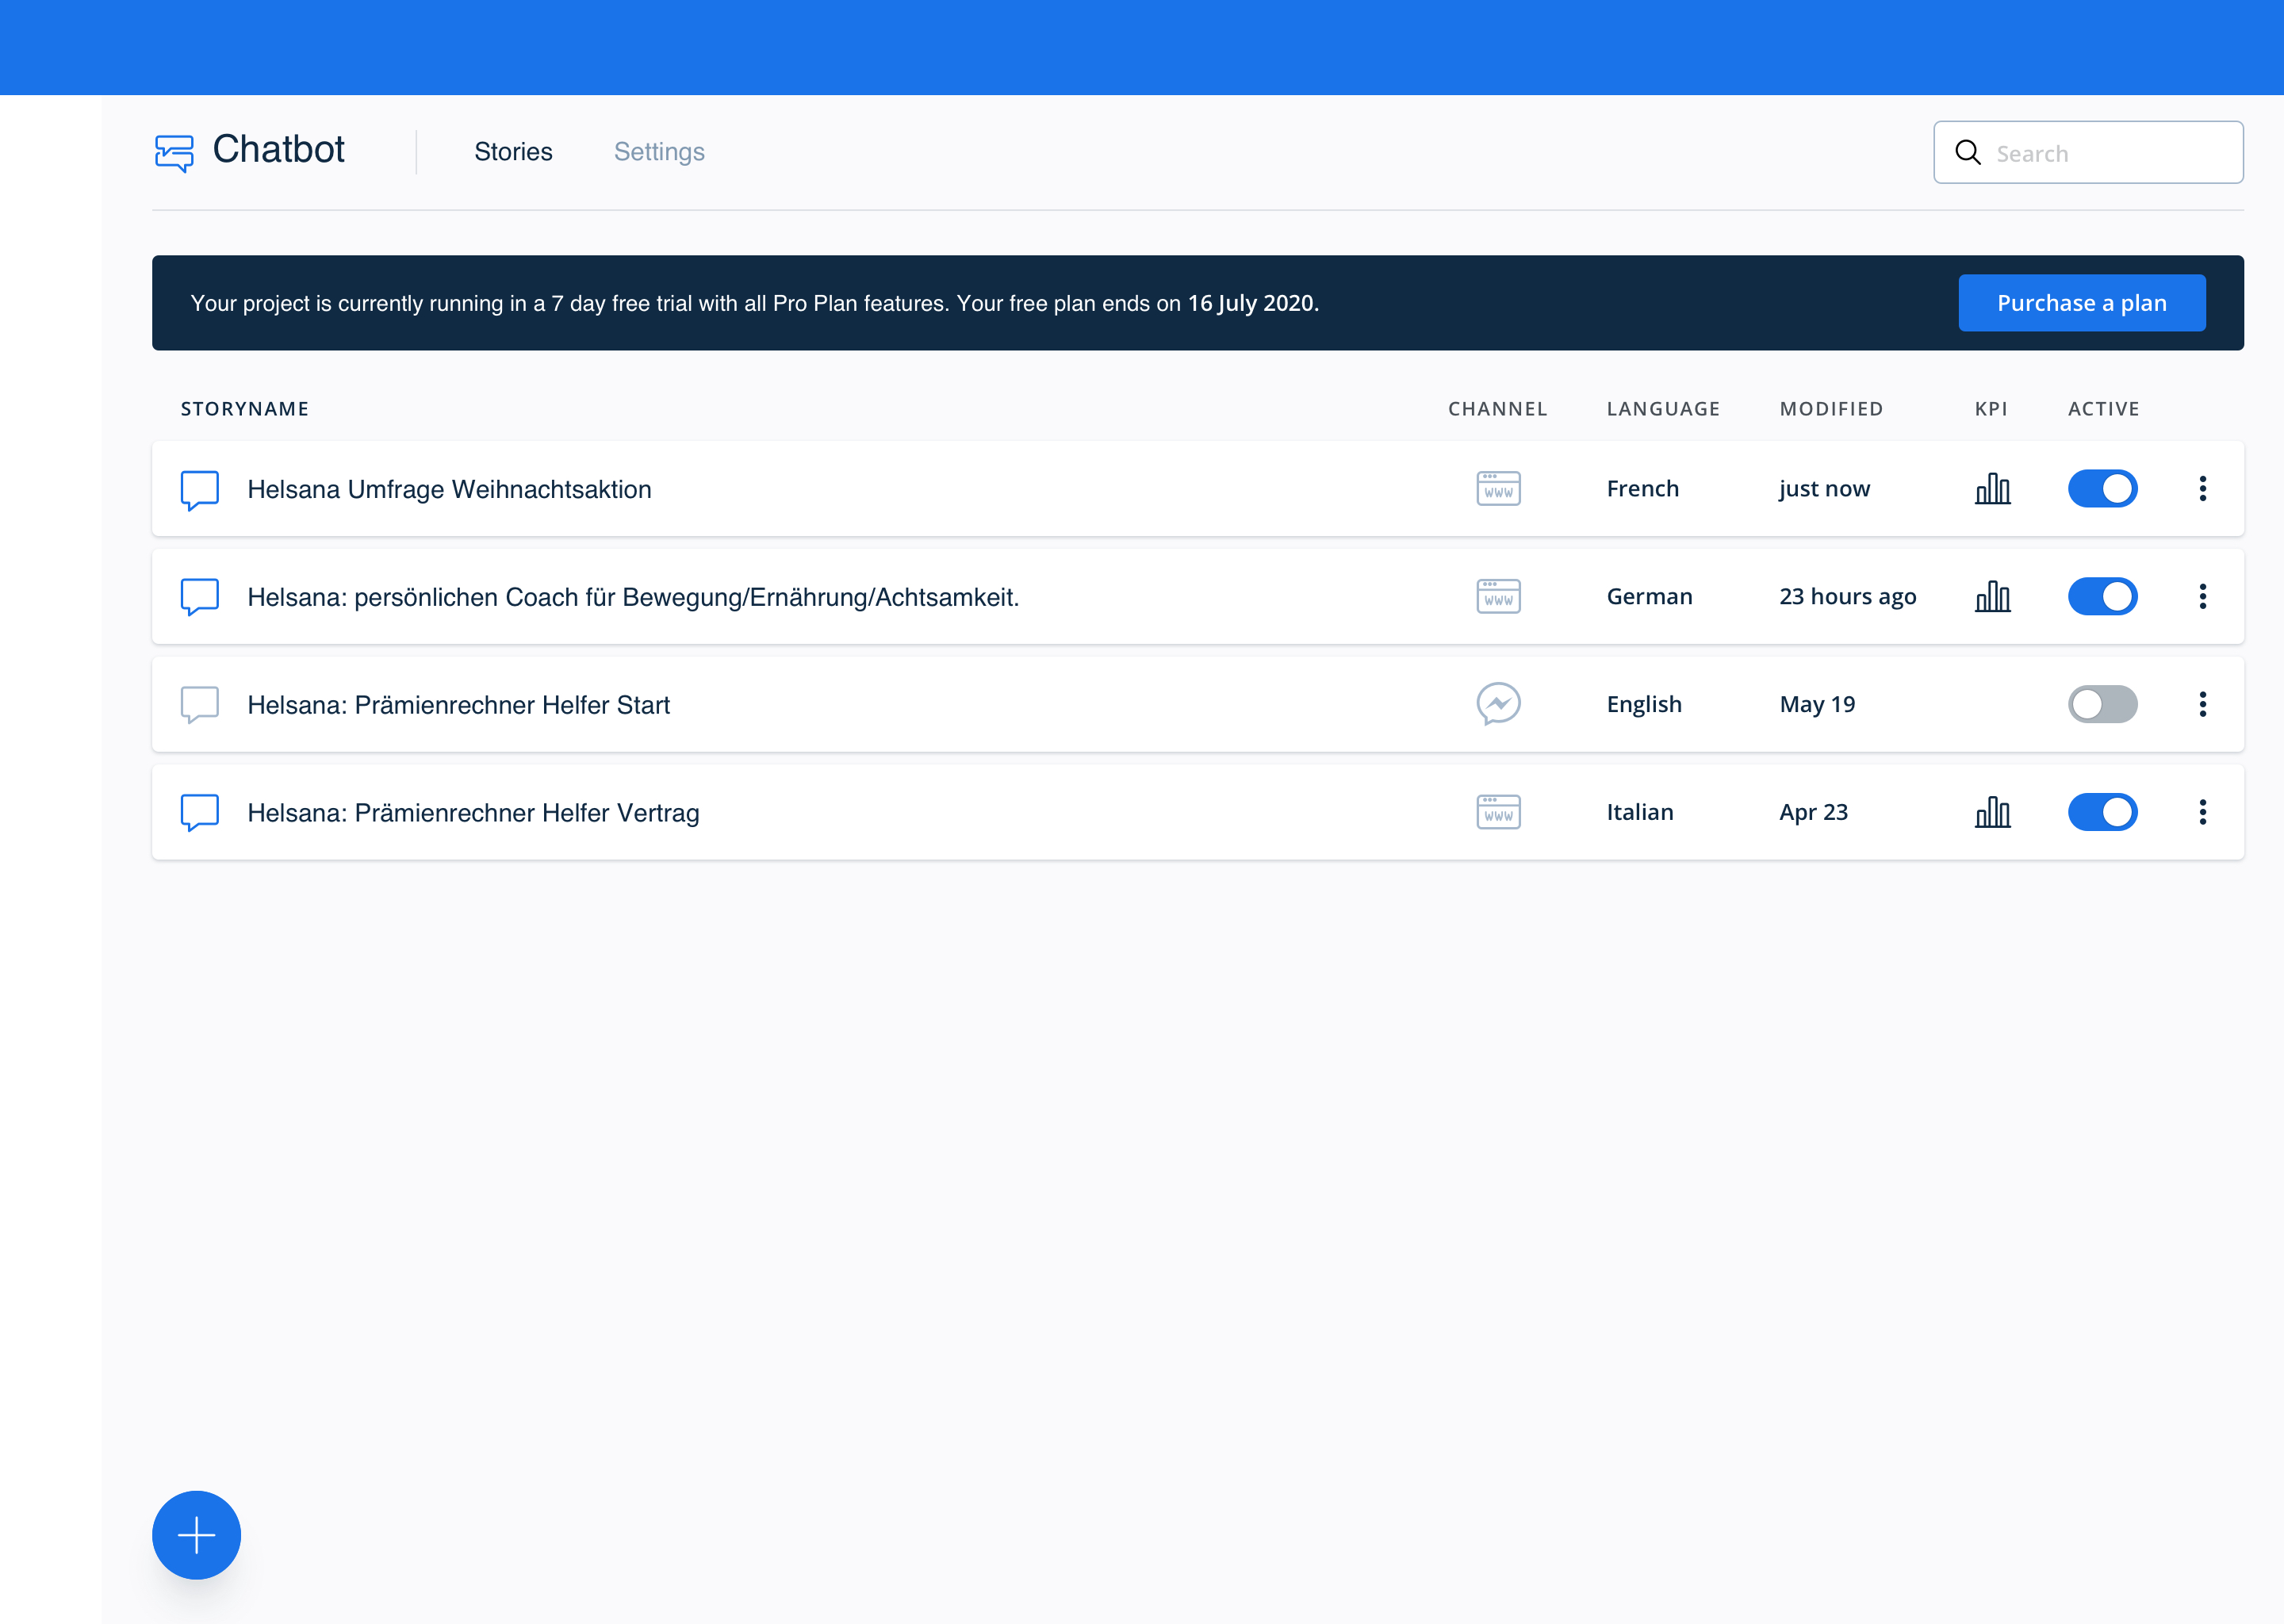 Chatbot
Stories
Settings
Search
Your project is currently running in a 7 day free trial with all Pro Plan features. Your free plan ends on 16 July 2020.
Purchase a plan
STORYNAME CHANNEL LANGUAGE MODIFIED KPI ACTIVE
Helsana Umfrage Weihnachtsaktion WWW French just now
Helsana: persönlichen Coach für Bewegung/Ernährung/Achtsamkeit. WWW German 23 hours ago
Helsana: Prämienrechner Helfer Start English May 19
Helsana: Prämienrechner Helfer Vertrag WWW Italian Apr 23